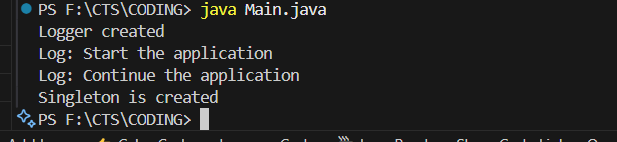 PS F:\CTS\CODING> java Main.java
Logger created
Log: Start the application
Log: Continue the application
Singleton is created
PS F:\CTS\CODING>